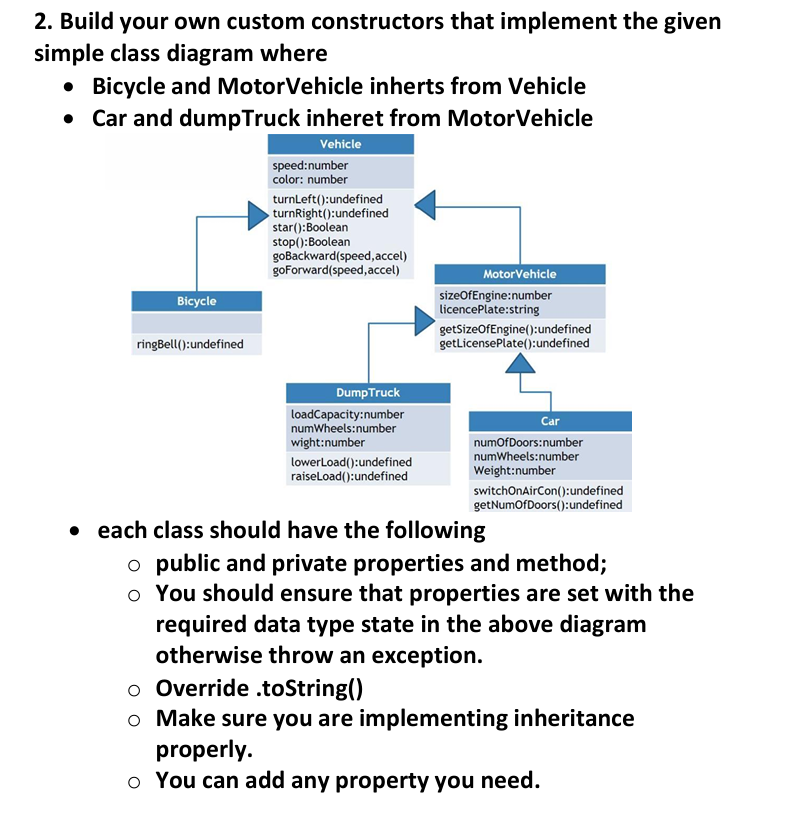 2. Build your own custom constructors that implement the given
simple class diagram where
• Bicycle and MotorVehicle inherts from Vehicle
• Car and dumpTruck inheret from MotorVehicle
Vehicle
speed:number
color: number
turnLeft():undefined
turnRight():undefined
star():Boolean
stop():Boolean
goBackward(speed,accel)
goForward(speed,accel)
MotorVehicle
sizeOfEngine:number
licencePlate:string
getSizeOfEngine():undefined
getLicensePlate():undefined
Bicycle
ringBell():undefined
DumpTruck
loadCapacity:number
numWheels:number
wight:number
lowerLoad():undefined
raiseLoad():undefined
Car
numOfDoors:number
numWheels:number
Weight:number
switchOnAirCon():undefined
getNumOfDoors():undefined
• each class should have the following
o public and private properties and method;
o You should ensure that properties are set with the
required data type state in the above diagram
otherwise throw an exception.
o Override .toString()
o Make sure you are implementing inheritance
properly.
o You can add any property you need.